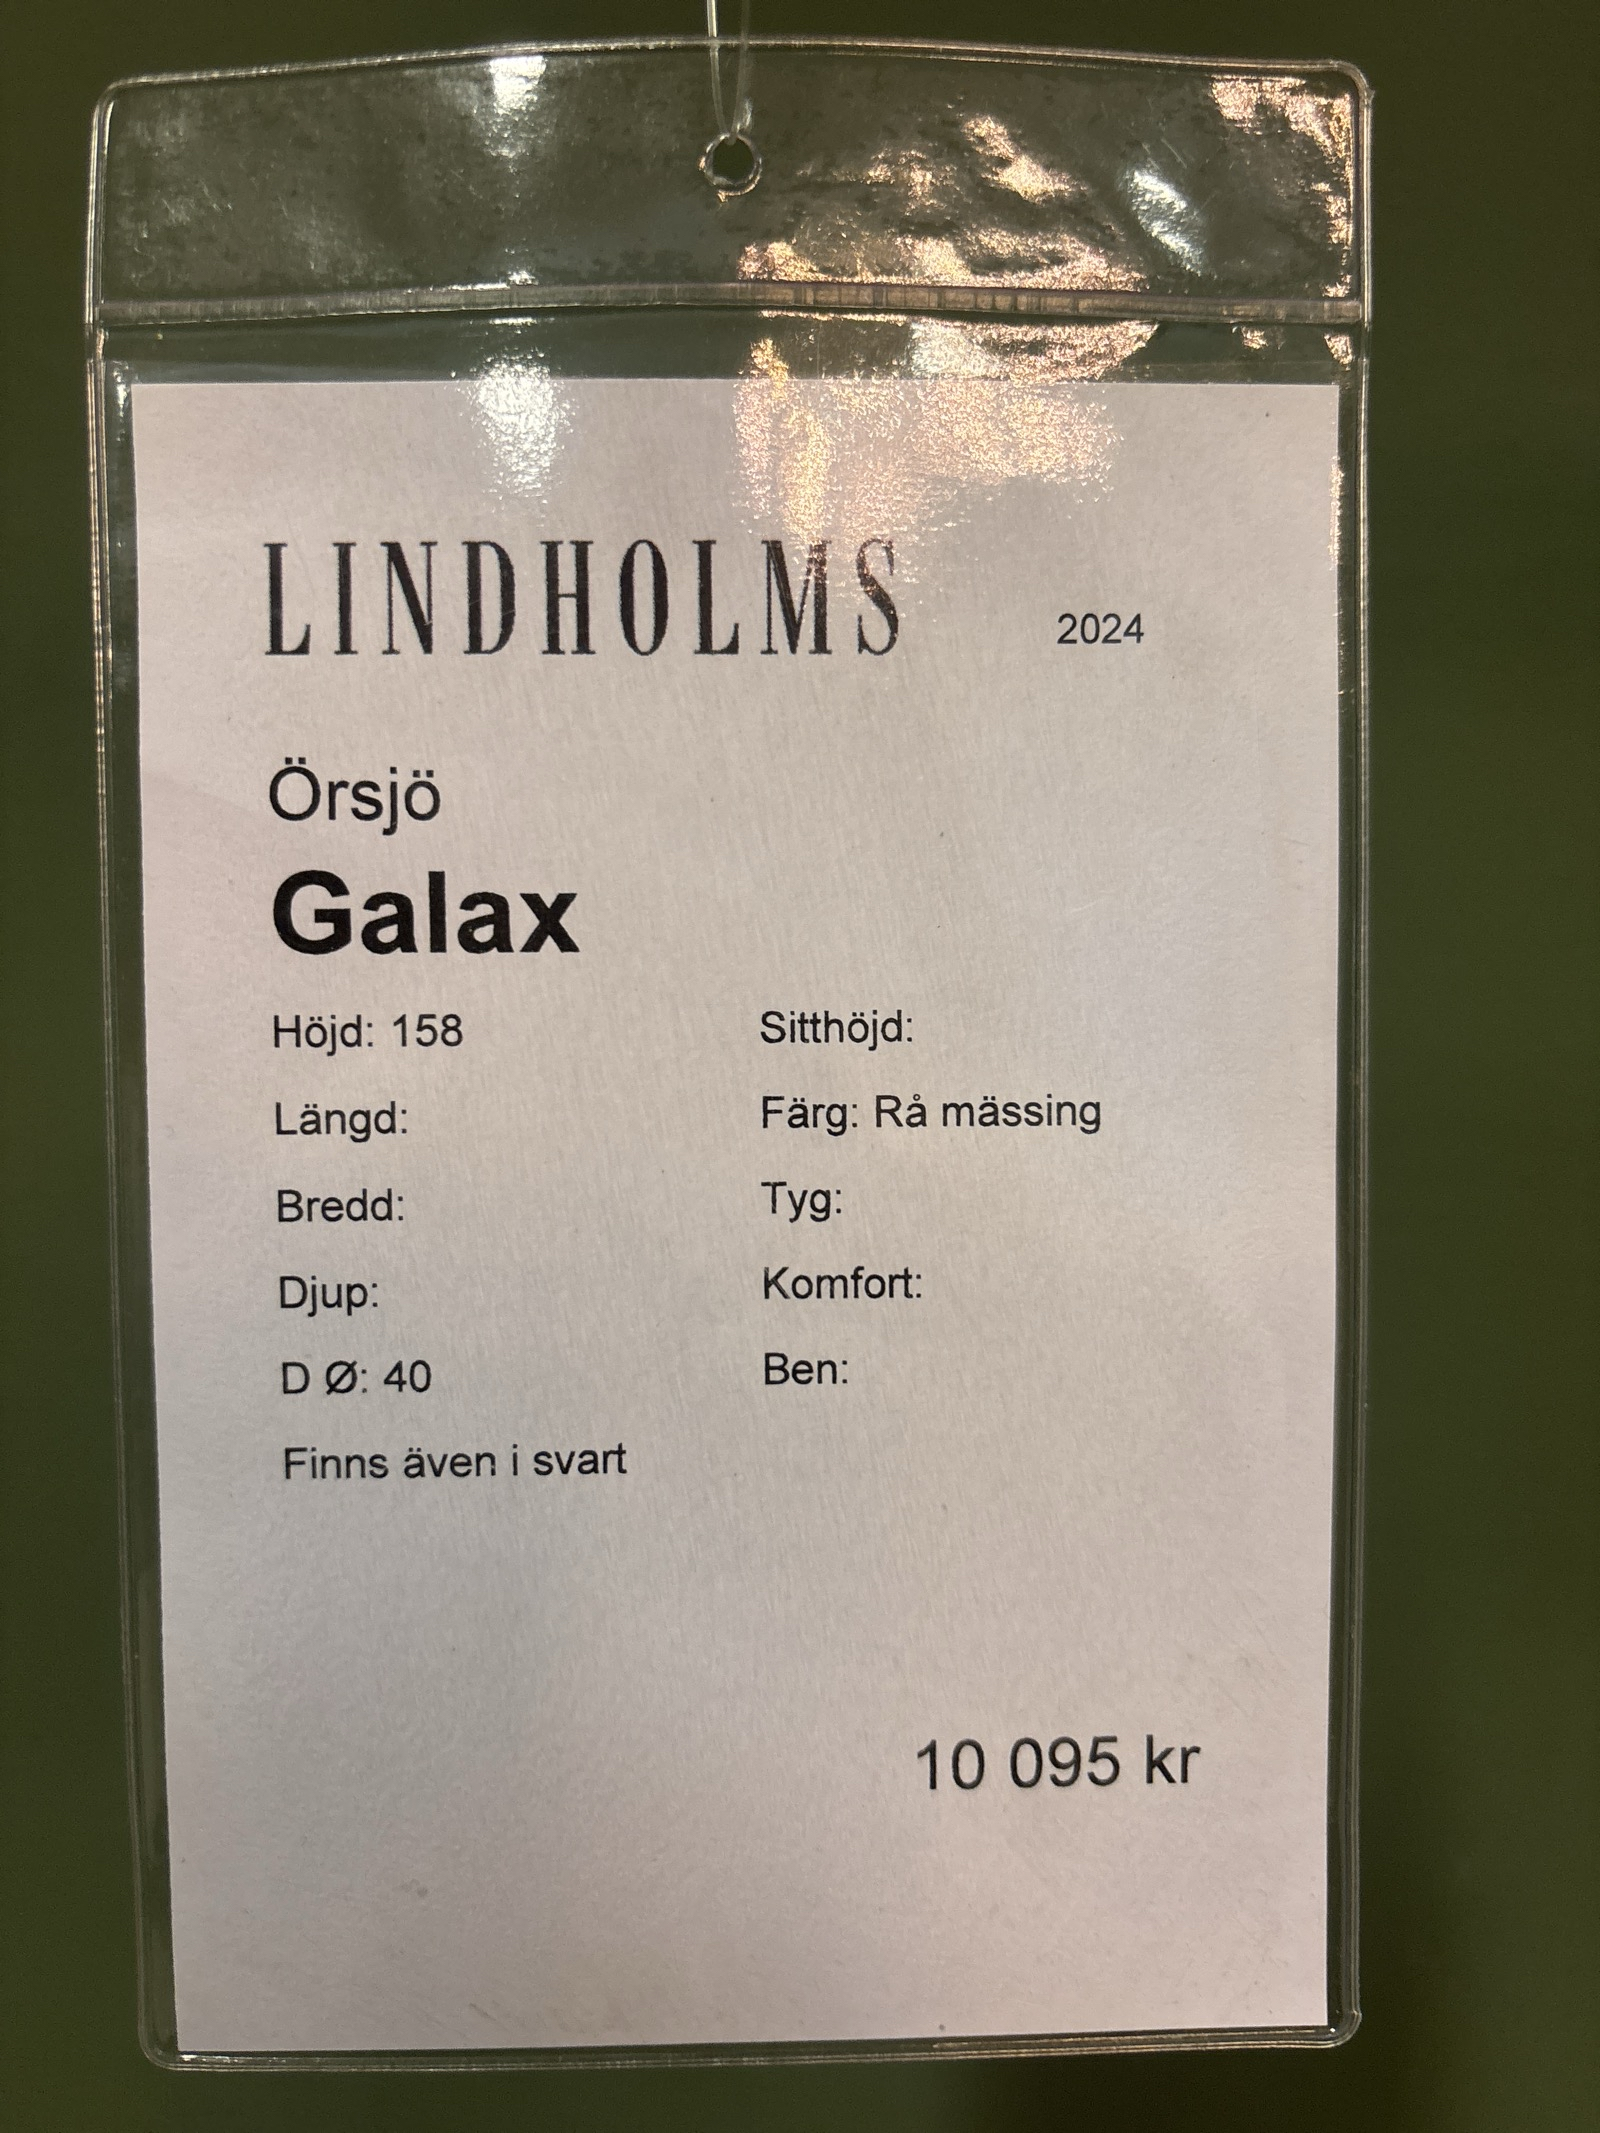 LINDHOLMS 2024
Örsjö
Galax
Höjd: 158 Sitthöjd:
Längd: Färg: Rå mässing
Bredd: Tyg:
Djup: Komfort:
D Ø: 40 Ben:
Finns även i svart
10 095 kr